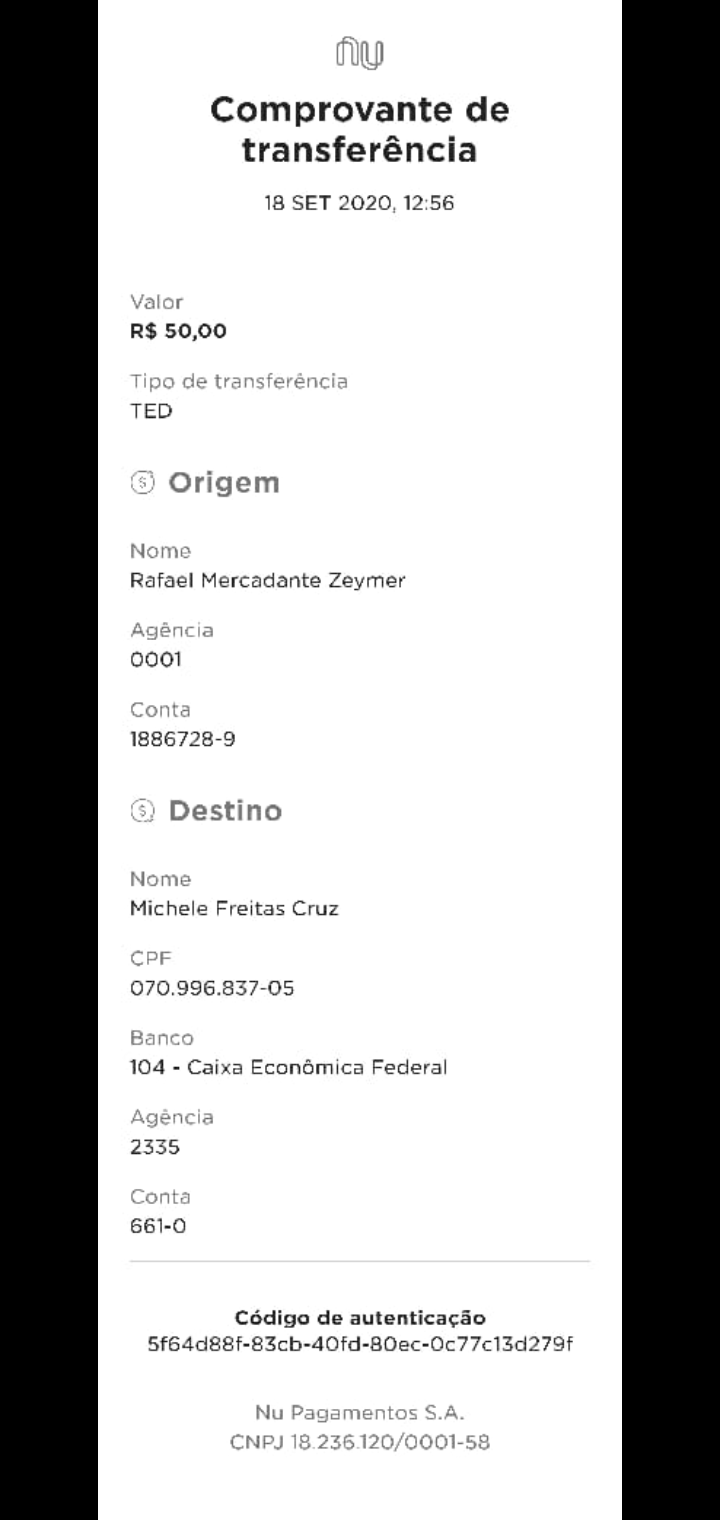 nu
Comprovante de
transferência
18 SET 2020, 12:56
Valor
R$ 50,00
Tipo de transferência
TED
Origem
Nome
Rafael Mercadante Zeymer
Agência
0001
Conta
1886728-9
Destino
Nome
Michele Freitas Cruz
CPF
070.996.837-05
Banco
104 - Caixa Econômica Federal
Agência
2335
Conta
661-0
Código de autenticação
5f64d88f-83cb-40fd-80ec-0c77c13d279f
Nu Pagamentos S.A.
CNPJ 18.236.120/0001-58